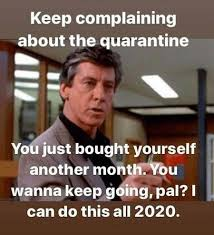 Keep complaining
about the quarantine
You just bought yourself
another month. You
wanna keep going, pal? I
can do this all 2020.